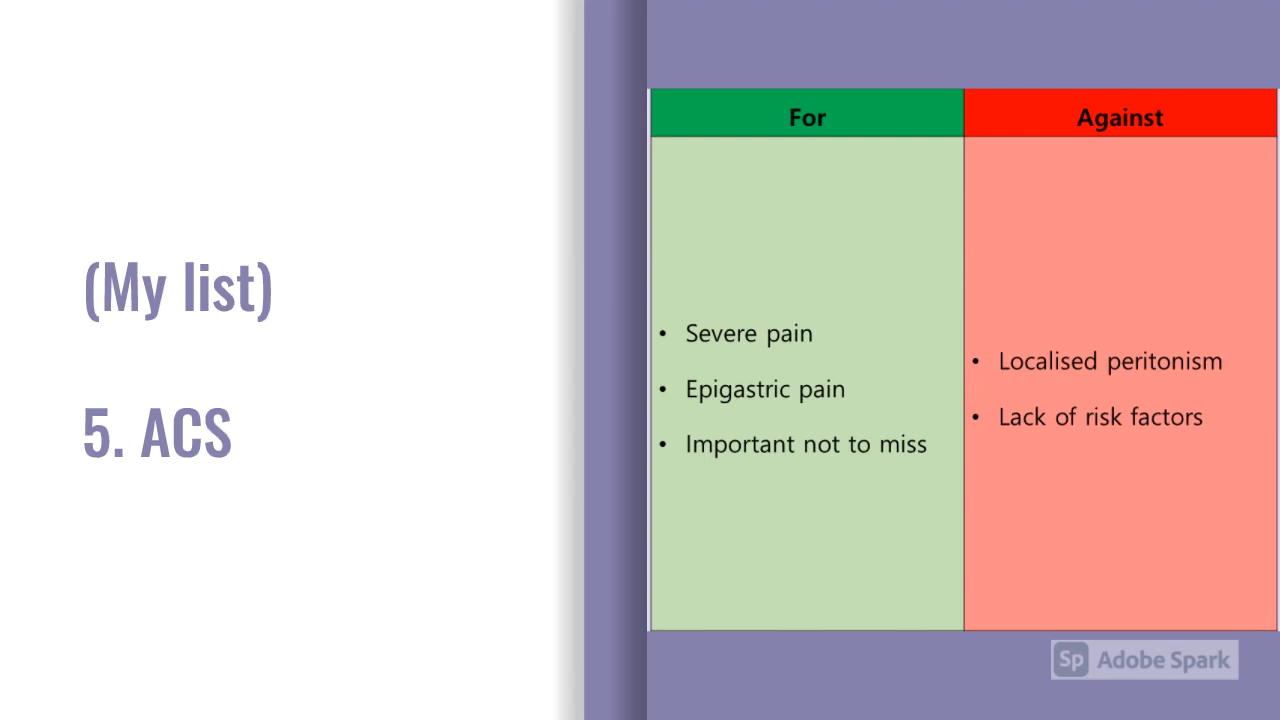 (My list)
5. ACS
For
Against
• Severe pain
• Epigastric pain
• Important not to miss
• Localised peritonism
• Lack of risk factors
Sp Adobe Spark